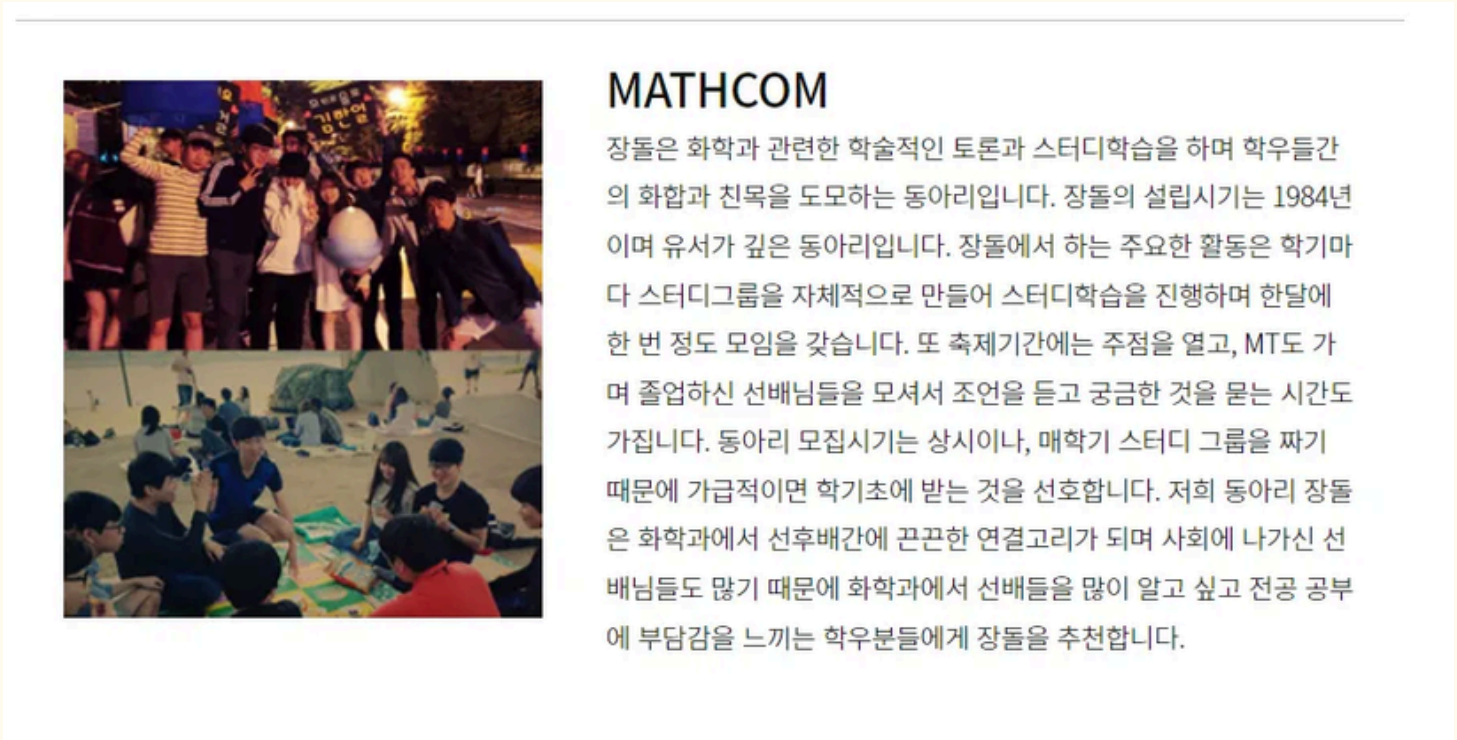 MATHCOM
장돌은 화학과 관련한 학술적인 토론과 스터디학습을 하며 학우들간
의 화합과 친목을 도모하는 동아리입니다. 장돌의 설립시기는 1984년
이며 유서가 깊은 동아리입니다. 장돌에서 하는 주요한 활동은 학기마
다 스터디그룹을 자체적으로 만들어 스터디학습을 진행하며 한달에
한 번 정도 모임을 갖습니다. 또 축제기간에는 주점을 열고, MT도 가
며 졸업하신 선배님들을 모셔서 조언을 듣고 궁금한 것을 묻는 시간도
가집니다. 동아리 모집시기는 상시이나, 매학기 스터디 그룹을 짜기
때문에 가급적이면 학기초에 받는 것을 선호합니다. 저희 동아리 장돌
은 화학과에서 선후배간에 끈끈한 연결고리가 되며 사회에 나가신 선
배님들도 많기 때문에 화학과에서 선배들을 많이 알고 싶고 전공 공부
에 부담감을 느끼는 학우분들에게 장돌을 추천합니다.